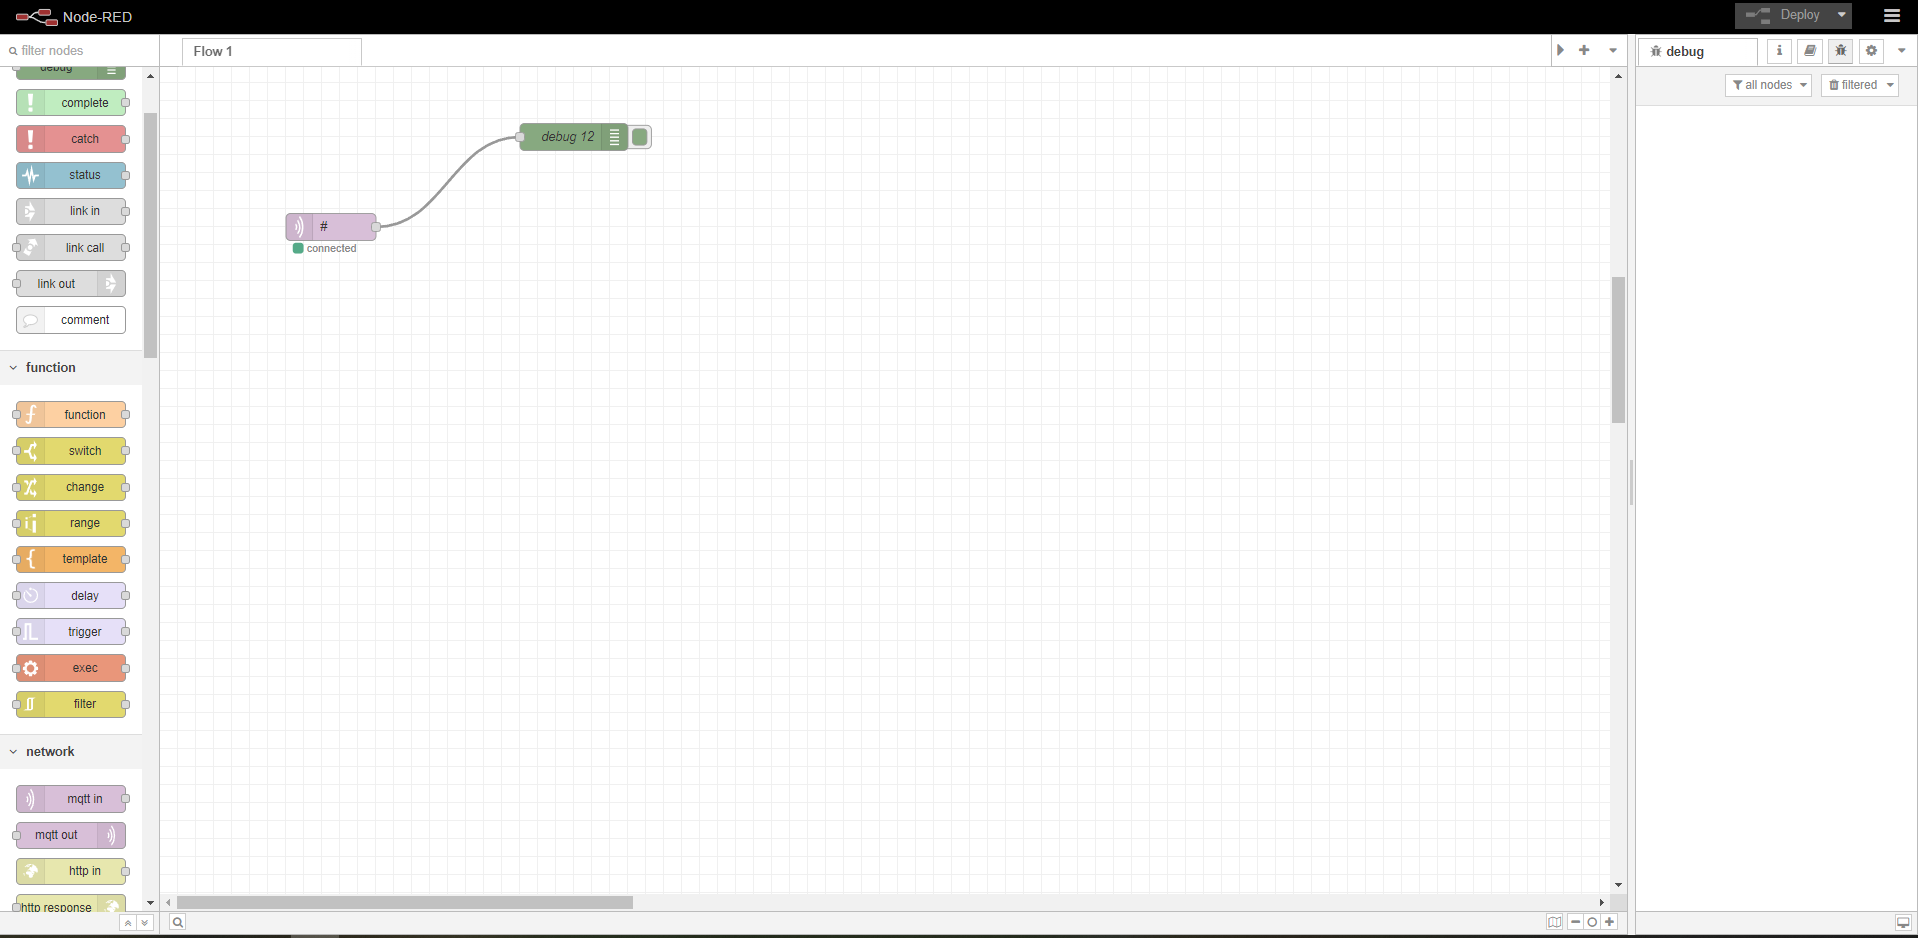 Node-RED
Deploy
filter nodes
Flow 1
debug
all nodes
filtered
debug
complete
catch
status
link in
link call
link out
comment
function
function
switch
change
range
template
delay
trigger
exec
filter
network
mqtt in
mqtt out
http in
http response
debug 12
#
connected